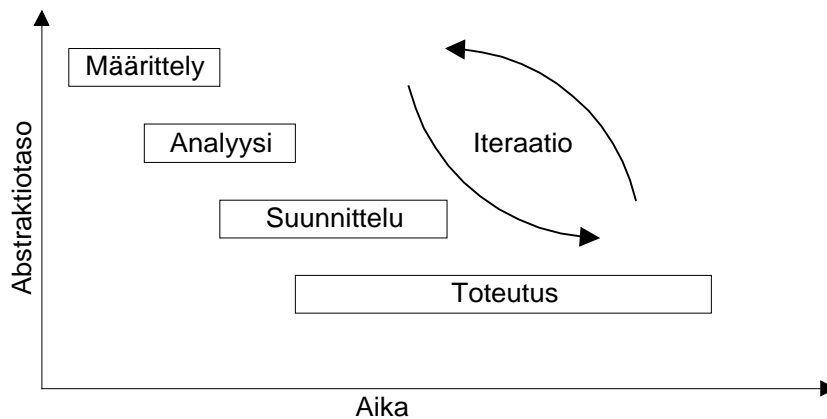 Määrittely
Analyysi
Iteraatio
Suunnittelu
Toteutus
Abstraktiotaso
Aika